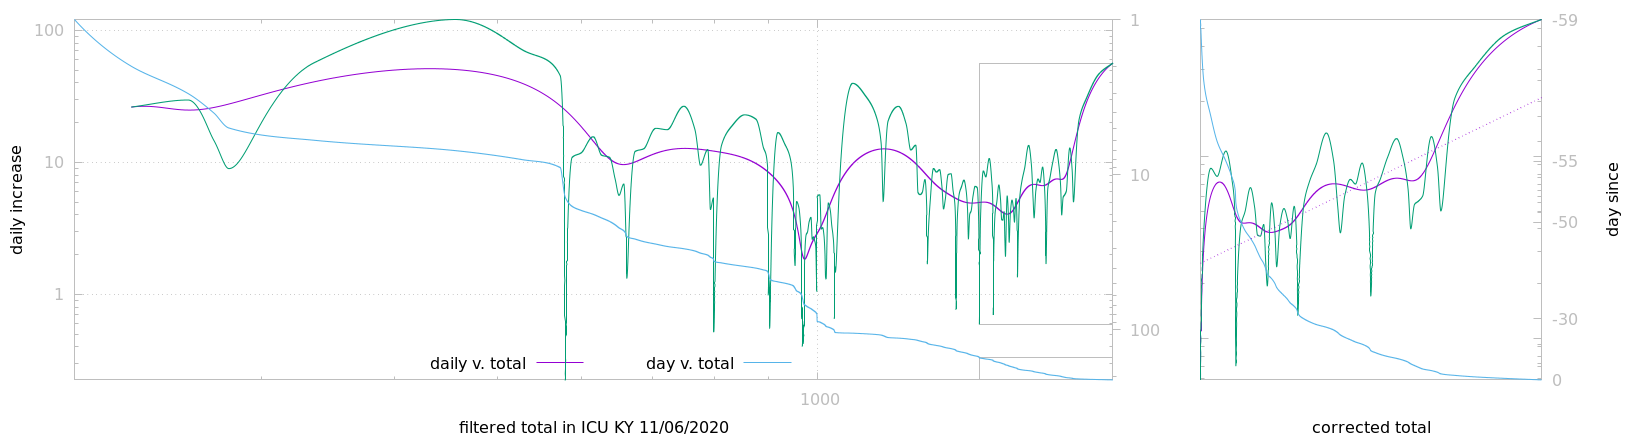 100
10
1
daily increase
daily v. total
day v. total
1000
filtered total in ICU KY 11/06/2020
1
10
100
-59
-55
-50
-30
0
day since
corrected total